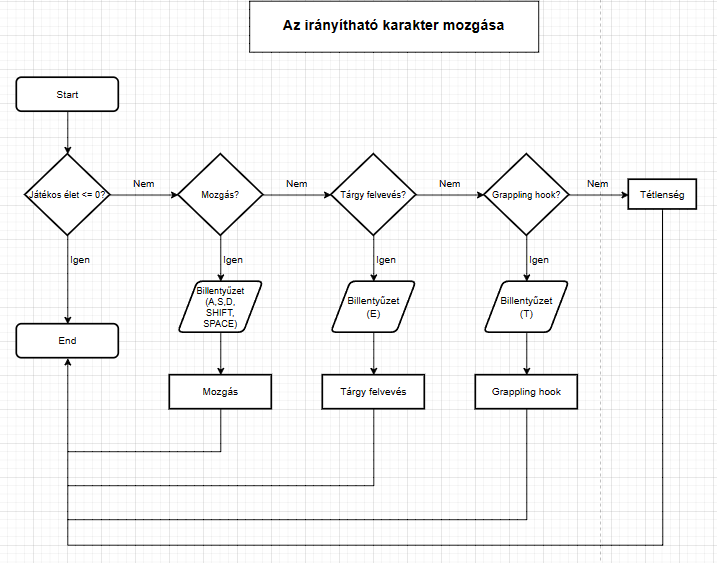 Az irányítható karakter mozgása
Start
Játékos élet <= 0?
Nem
Mozgás?
Nem
Tárgy felvevés?
Nem
Grappling hook?
Nem
Tétlenség
Igen
Igen
Igen
Igen
Billentyűzet
(A,S,D,
SHIFT,
SPACE)
Billentyűzet
(E)
Billentyűzet
(T)
End
Mozgás
Tárgy felvevés
Grappling hook